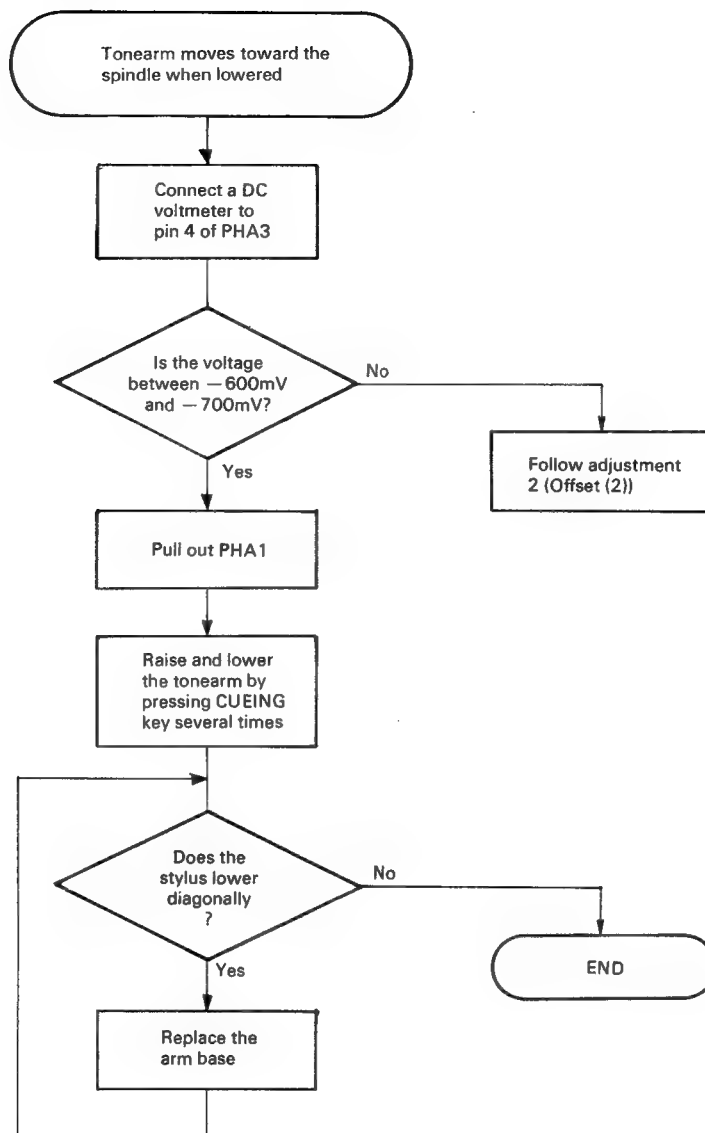 Tonearm moves toward the
spindle when lowered
Connect a DC
voltmeter to
pin 4 of PHA3
Is the voltage
between −600mV
and −700mV?
No
Yes
Follow adjustment
2 (Offset (2))
Pull out PHA1
Raise and lower
the tonearm by
pressing CUEING
key several times
Does the
stylus lower
diagonally
?
No
Yes
END
Replace the
arm base